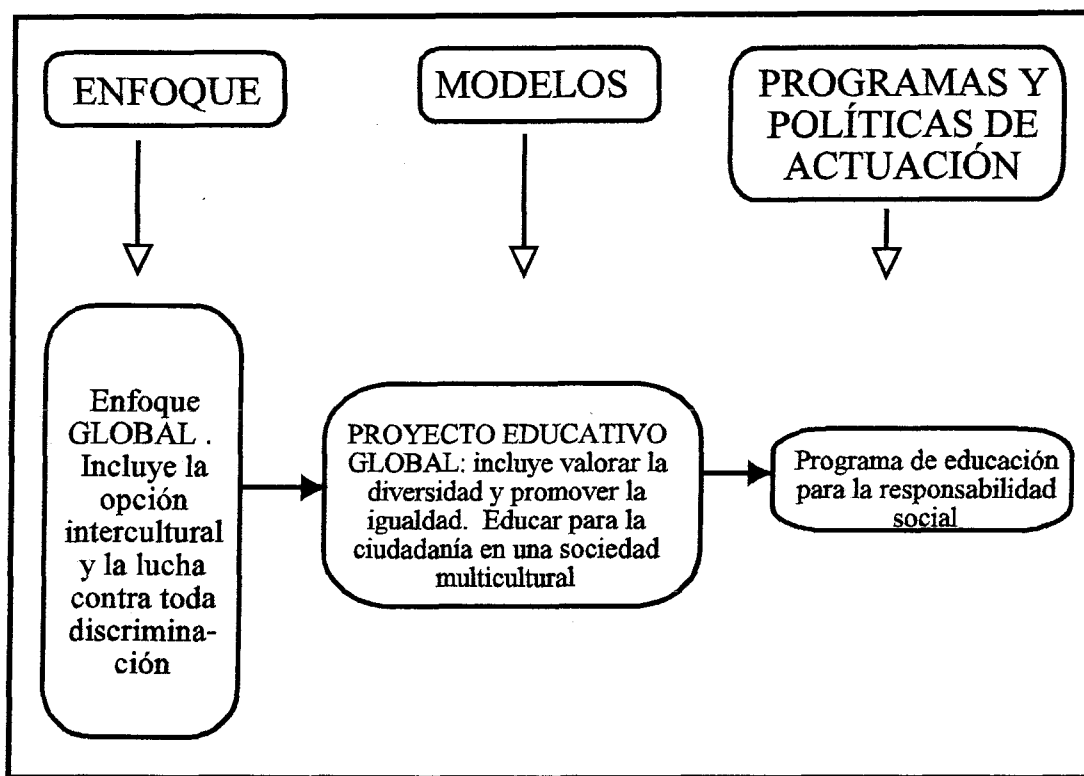 ENFOQUE
MODELOS
PROGRAMAS Y
POLÍTICAS DE
ACTUACIÓN
Enfoque
GLOBAL .
Incluye la
opción
intercultural
y la lucha
contra toda
discrimina-
ción
PROYECTO EDUCATIVO
GLOBAL: incluye valorar la
diversidad y promover la
igualdad. Educar para la
ciudadanía en una sociedad
multicultural
Programa de educación
para la responsabilidad
social